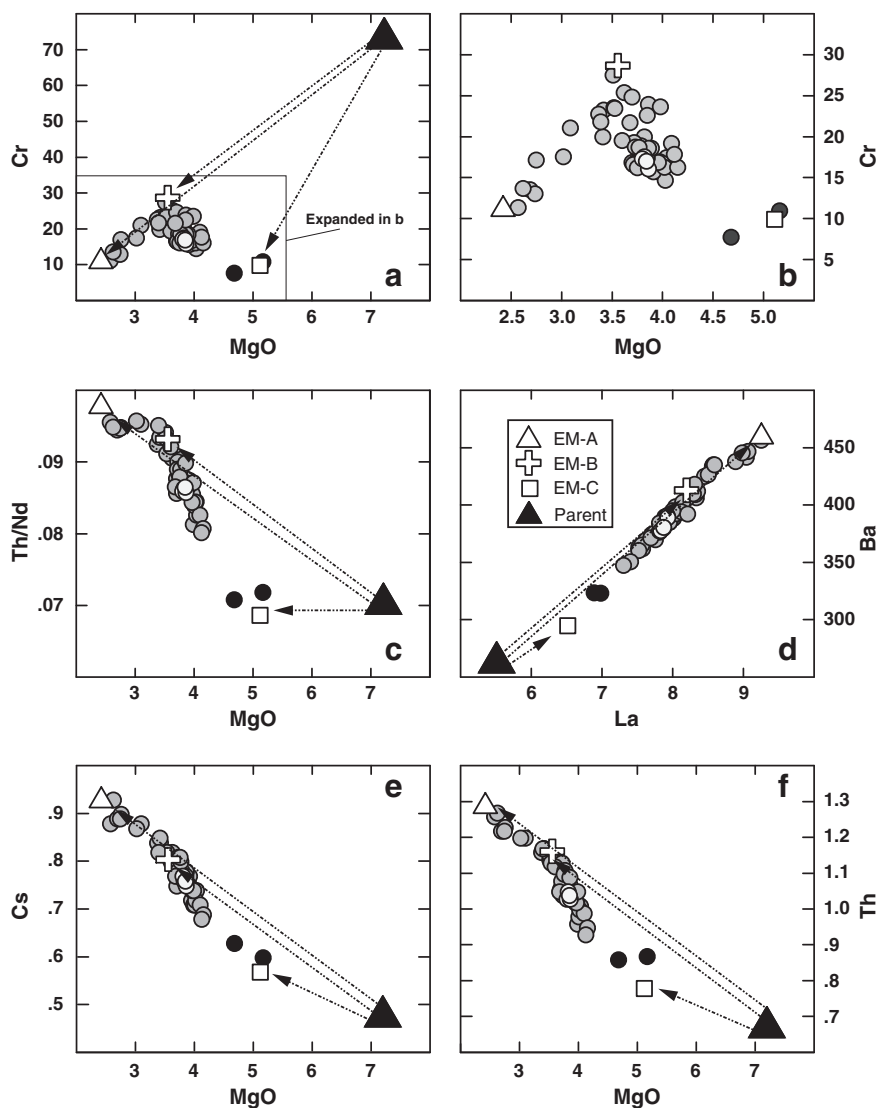 70
60
50
40
30
20
10
Cr
Expanded in b
a
3 4 5 6 7
MgO
30
25
20
15
10
5
Cr
b
2.5 3.0 3.5 4.0 4.5 5.0
MgO
.09
.08
.07
Th/Nd
c
3 4 5 6 7
MgO
EM-A
EM-B
EM-C
Parent
450
400
350
300
Ba
d
6 7 8 9
La
.9
.8
.7
.6
.5
Cs
e
3 4 5 6 7
MgO
f
1.3
1.2
1.1
1.0
.9
.8
.7
Th
3 4 5 6 7
MgO